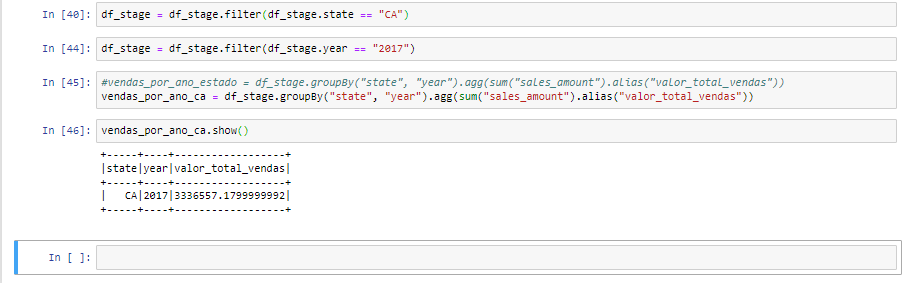 In [40]: df_stage = df_stage.filter(df_stage.state == "CA")
In [44]: df_stage = df_stage.filter(df_stage.year == "2017")
In [45]: #vendas_por_ano_estado = df_stage.groupBy("state", "year").agg(sum("sales_amount").alias("valor_total_vendas"))
vendas_por_ano_ca = df_stage.groupBy("state", "year").agg(sum("sales_amount").alias("valor_total_vendas"))
In [46]: vendas_por_ano_ca.show()
+-----+----+------------------+
|state|year|valor_total_vendas|
+-----+----+------------------+
|   CA|2017|3336557.1799999992|
+-----+----+------------------+
In [ ]: